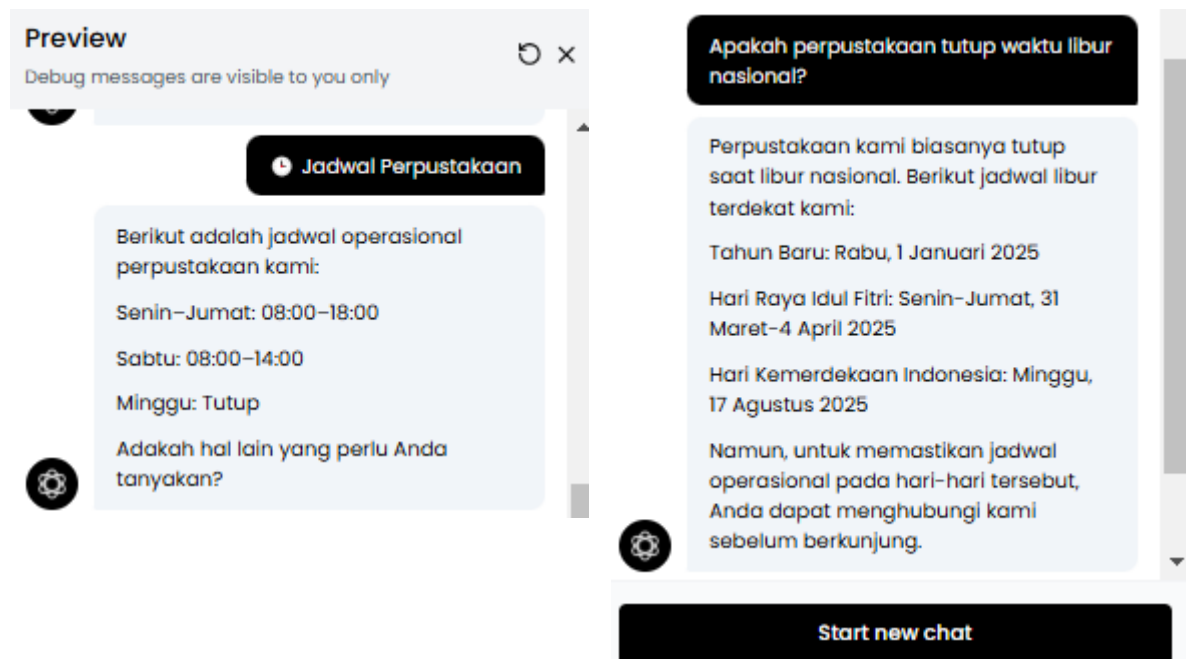 Preview
Debug messages are visible to you only
Jadwal Perpustakaan
Berikut adalah jadwal operasional
perpustakaan kami:
Senin–Jumat: 08:00–18:00
Sabtu: 08:00–14:00
Minggu: Tutup
Adakah hal lain yang perlu Anda
tanyakan?
Apakah perpustakaan tutup waktu libur
nasional?
Perpustakaan kami biasanya tutup
saat libur nasional. Berikut jadwal libur
terdekat kami:
Tahun Baru: Rabu, 1 Januari 2025
Hari Raya Idul Fitri: Senin-Jumat, 31
Maret-4 April 2025
Hari Kemerdekaan Indonesia: Minggu,
17 Agustus 2025
Namun, untuk memastikan jadwal
operasional pada hari-hari tersebut,
Anda dapat menghubungi kami
sebelum berkunjung.
Start new chat